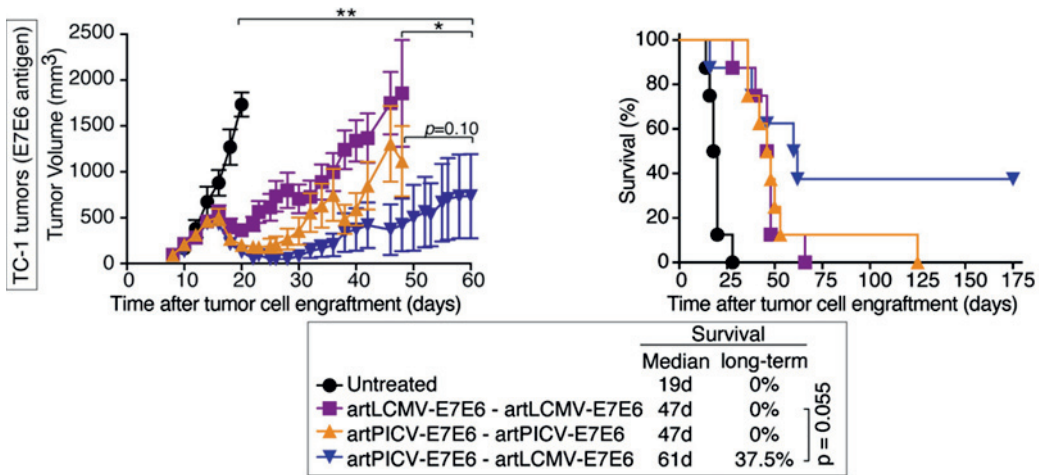 TC-1 tumors (E7E6 antigen)
Tumor Volume (mm3)
2500
2000
1500
1000
500
0
**
*
p=0.10
0 10 20 30 40 50 60
Time after tumor cell engraftment (days)
Survival (%)
100
80
60
40
20
0
0 25 50 75 100 125 150 175
Time after tumor cell engraftment (days)
Survival
Median long-term
Untreated 19d 0%
artLCMV-E7E6 - artLCMV-E7E6 47d 0%
artPICV-E7E6 - artPICV-E7E6 47d 0%
artPICV-E7E6 - artLCMV-E7E6 61d 37.5%
p = 0.055